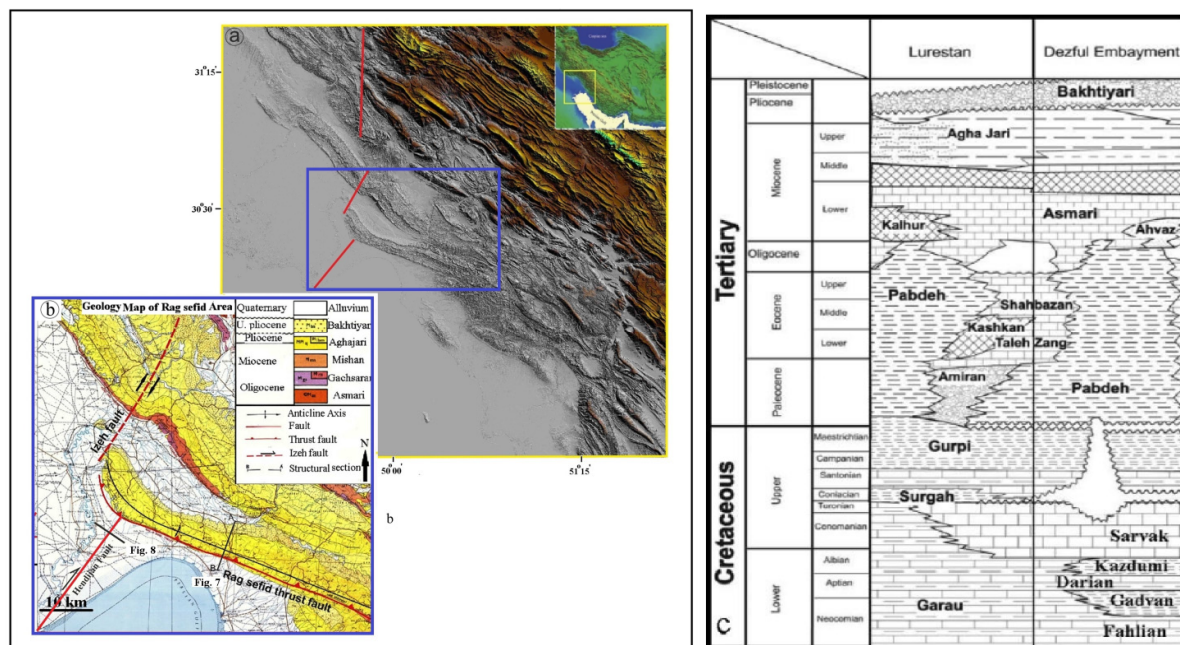 a
31°15'
30°30'
50 00
51 15
b
Geology Map of Rag sefid Area
Quaternary
Alluvium
U. pliocene
Bakhtiyari
Pliocene
Aghajari
Miocene
Mishan
Gachsaran
Oligocene
Asmari
Anticline Axis
Fault
Thrust fault
Izeh fault
Structural section
N
Izeh fault
Fig. 8
Fig. 7
Hendijan Fault
Rag sefid thrust fault
10 km
b
Lurestan
Dezful Embayment
Tertiary
Pleistocene
Pliocene
Bakhtiyari
Miocene
Upper
Middle
Lower
Agha Jari
Asmari
Kalhur
Ahvaz
Oligocene
Eocene
Upper
Middle
Lower
Pabdeh
Shahbazan
Kashkan
Taleh Zang
Paleocene
Amiran
Pabdeh
Cretaceous
Upper
Meestrichtian
Campanian
Santonian
Coniacian
Turonian
Conomanian
Gurpi
Surgah
Sarvak
Lower
Albian
Aptian
Neocomian
Garau
Kazdumi
Darian
Gadvan
Fahlian
C